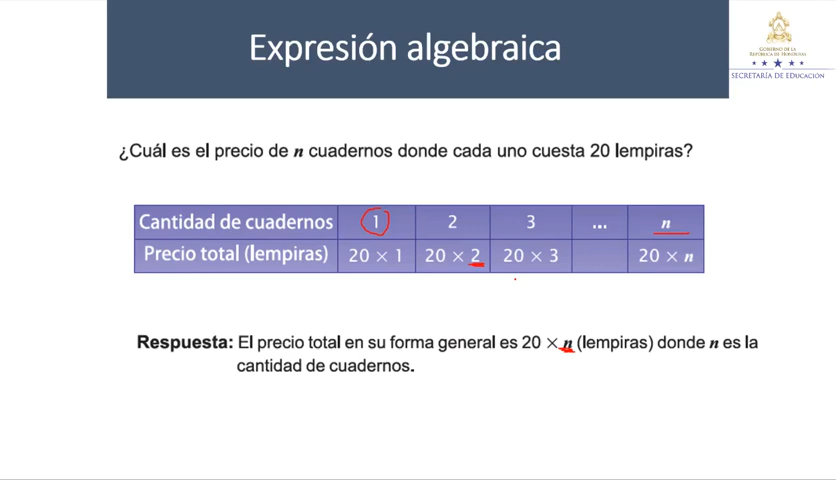 Expresión algebraica
GOBIERNO DE LA
REPÚBLICA DE HONDURAS
SECRETARÍA DE EDUCACIÓN
¿Cuál es el precio de n cuadernos donde cada uno cuesta 20 lempiras?
Cantidad de cuadernos 1 2 3 ... n
Precio total (lempiras) 20 × 1 20 × 2 20 × 3 20 × n
Respuesta: El precio total en su forma general es 20 × n (lempiras) donde n es la
cantidad de cuadernos.